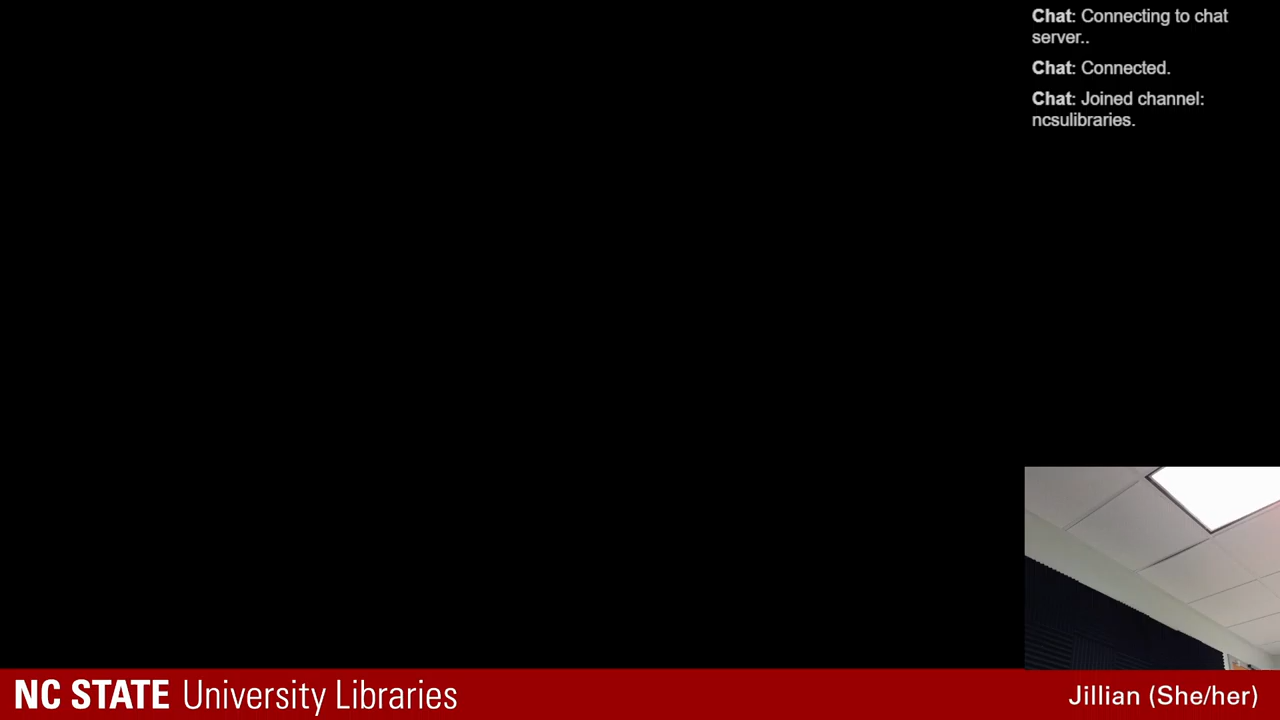 Chat: Connecting to chat
server..
Chat: Connected.
Chat: Joined channel:
ncsulibraries.
NC STATE University Libraries
Jillian (She/her)